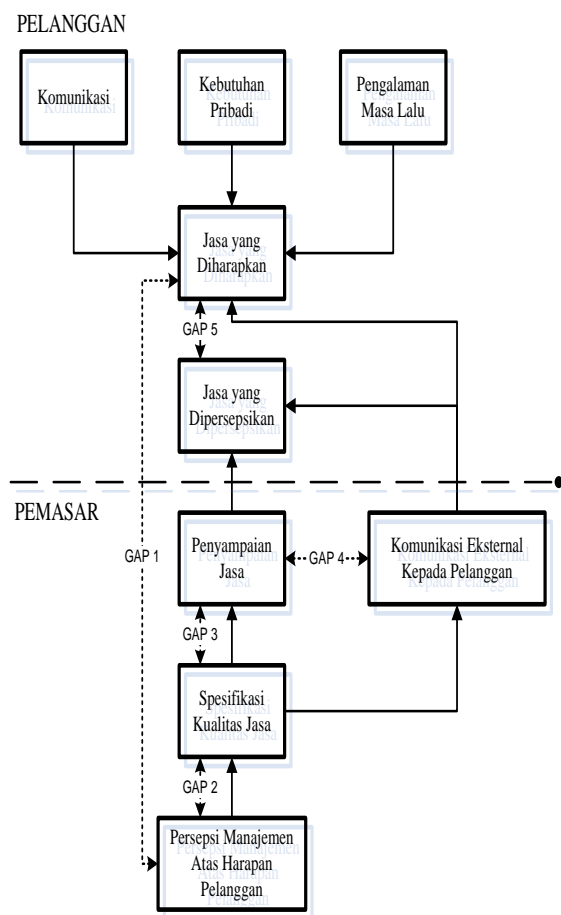 PELANGGAN
Komunikasi
Kebutuhan
Pribadi
Pengalaman
Masa Lalu
Jasa yang
Diharapkan
GAP 5
Jasa yang
Dipersepsikan
PEMASAR
GAP 1
Penyampaian
Jasa
GAP 4
Komunikasi Eksternal
Kepada Pelanggan
GAP 3
Spesifikasi
Kualitas Jasa
GAP 2
Persepsi Manajemen
Atas Harapan
Pelanggan